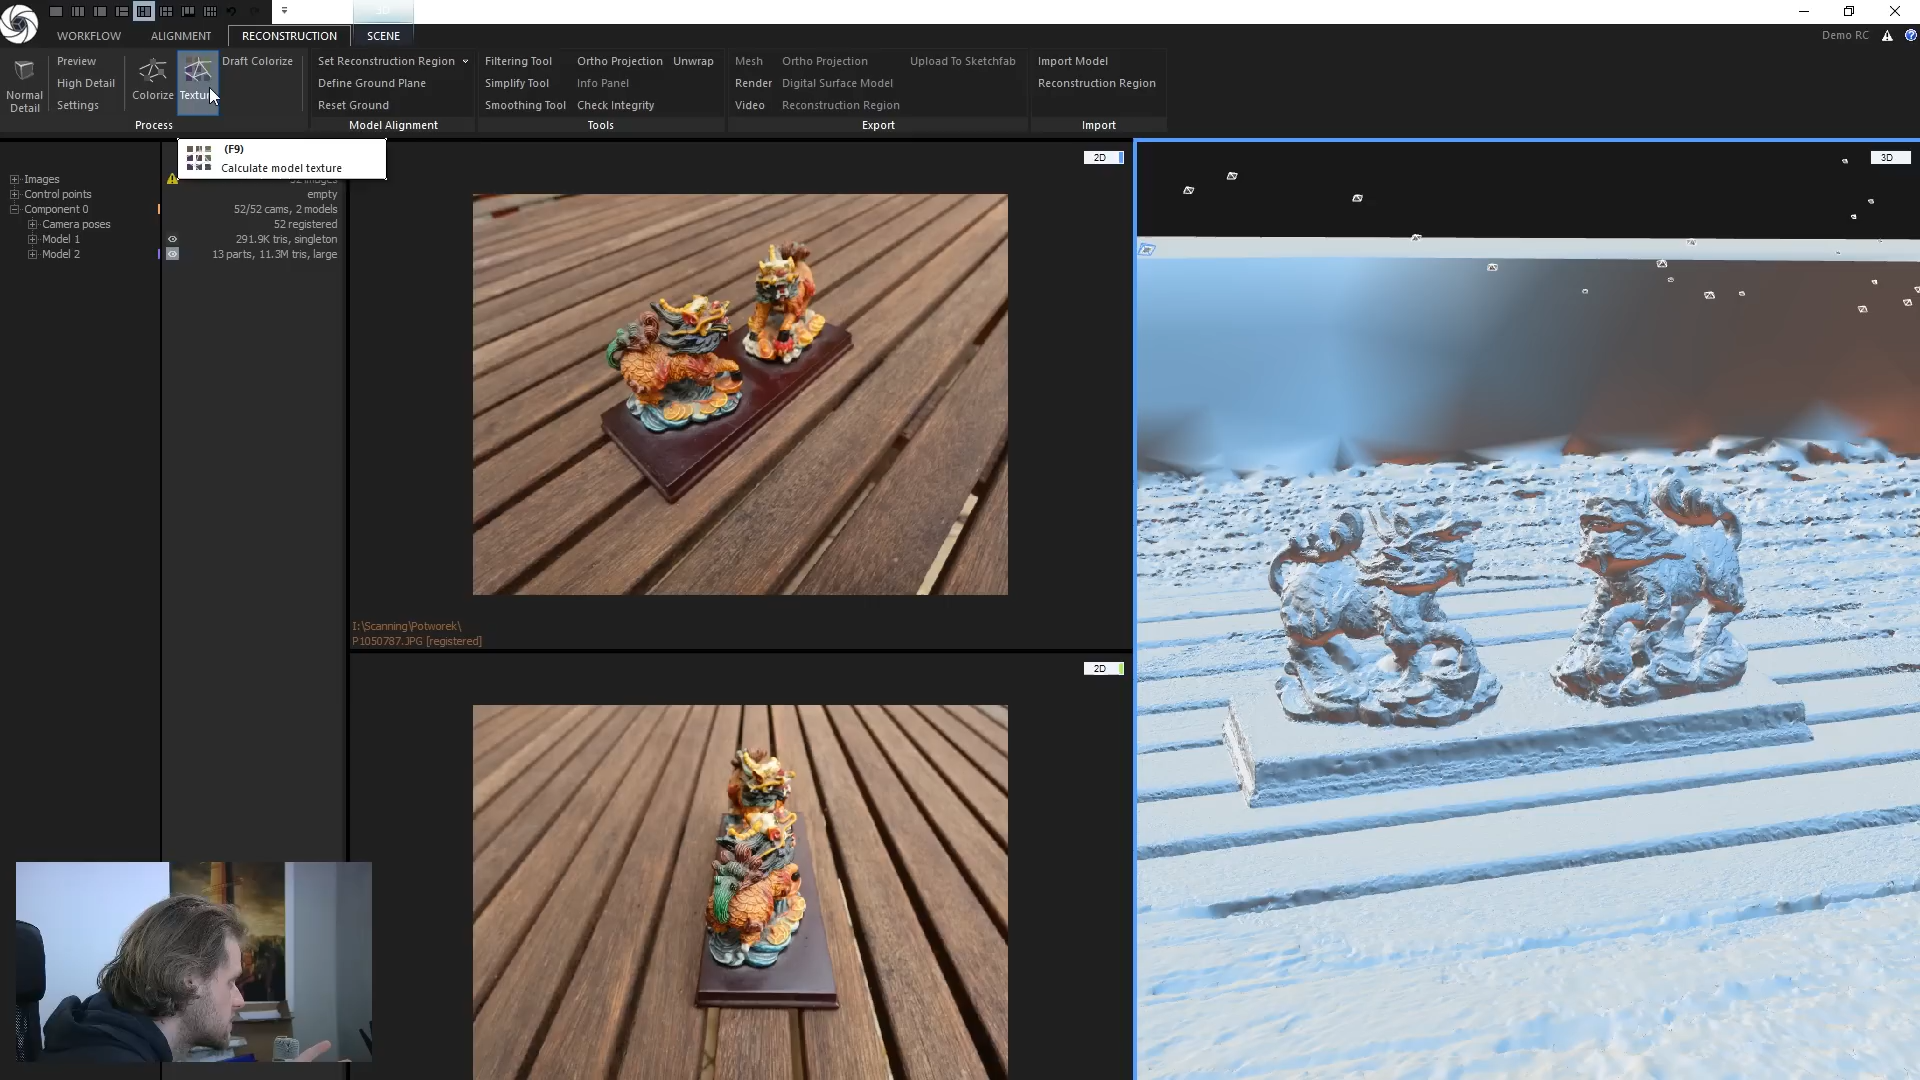 WORKFLOW ALIGNMENT RECONSTRUCTION SCENE Demo RC
Normal Detail
Preview
High Detail
Settings
Colorize
Texture
Draft Colorize
Process
Set Reconstruction Region
Define Ground Plane
Reset Ground
Model Alignment
Filtering Tool Ortho Projection Unwrap
Simplify Tool Info Panel
Smoothing Tool Check Integrity
Tools
Mesh Ortho Projection Upload To Sketchfab
Render Digital Surface Model
Video Reconstruction Region
Export
Import Model
Reconstruction Region
Import
(F9)
Calculate model texture
Images 52 images
Control points empty
Component 0 52/52 cams, 2 models
Camera poses 52 registered
Model 1 291.9K tris, singleton
Model 2 13 parts, 11.3M tris, large
2D
I:\Scanning\Potworek\
P1050787.JPG [registered]
2D
3D